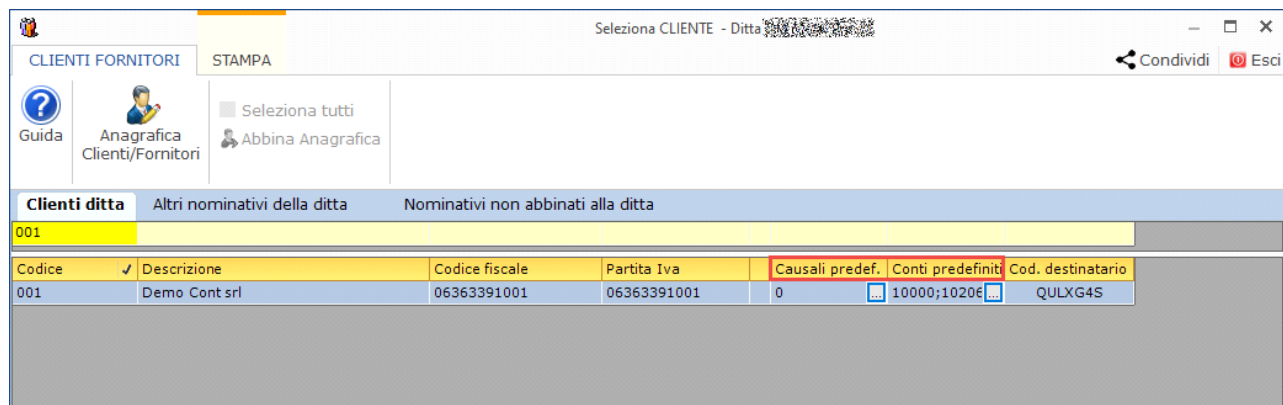 Seleziona CLIENTE - Ditta
CLIENTI FORNITORI STAMPA Condividi Esci
Guida
Anagrafica
Clienti/Fornitori
Seleziona tutti
Abbina Anagrafica
Clienti ditta Altri nominativi della ditta Nominativi non abbinati alla ditta
001
Codice Descrizione Codice fiscale Partita Iva Causali predef. Conti predefiniti Cod. destinatario
001 Demo Cont srl 06363391001 06363391001 0 ... 10000;10206 ... QULXG4S